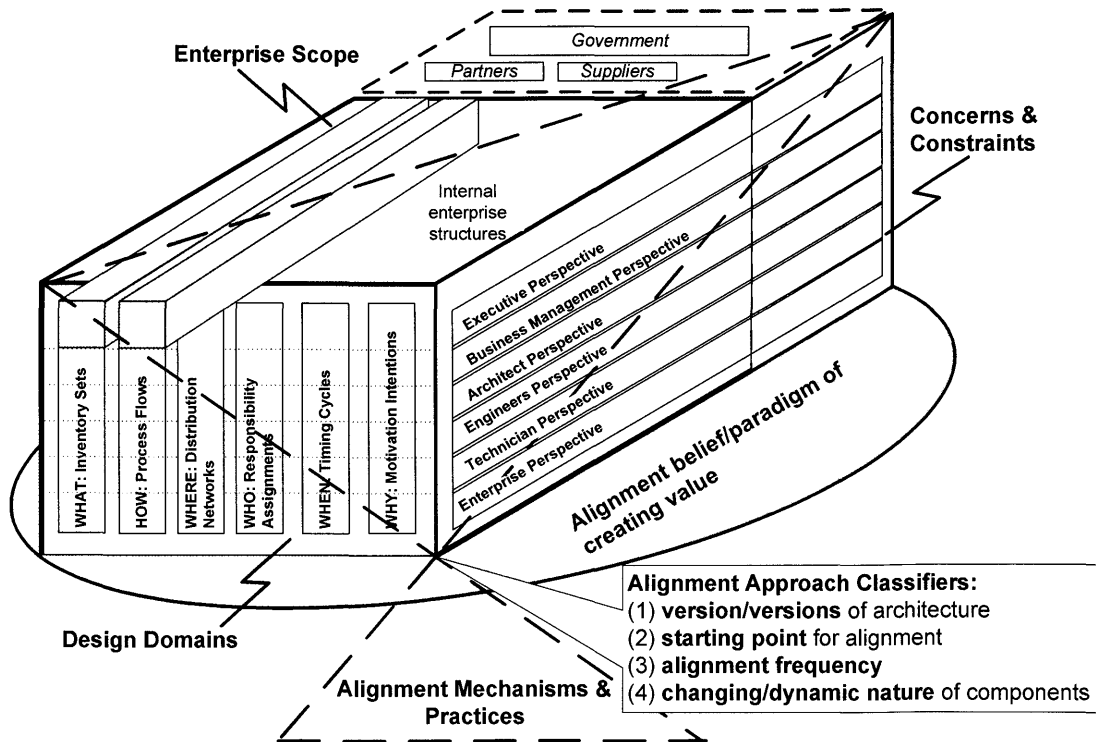 Government
Partners
Suppliers
Enterprise Scope
Concerns &
Constraints
Internal
enterprise
structures
Executive Perspective
Business Management Perspective
Architect Perspective
Engineers Perspective
Technician Perspective
Enterprise Perspective
WHAT: Inventory Sets
HOW: Process Flows
WHERE: Distribution
Networks
WHO: Responsibility
Assignments
WHEN: Timing Cycles
WHY: Motivation Intentions
Alignment belief/paradigm of
creating value
Design Domains
Alignment Approach Classifiers:
(1) version/versions of architecture
(2) starting point for alignment
(3) alignment frequency
(4) changing/dynamic nature of components
Alignment Mechanisms &
Practices